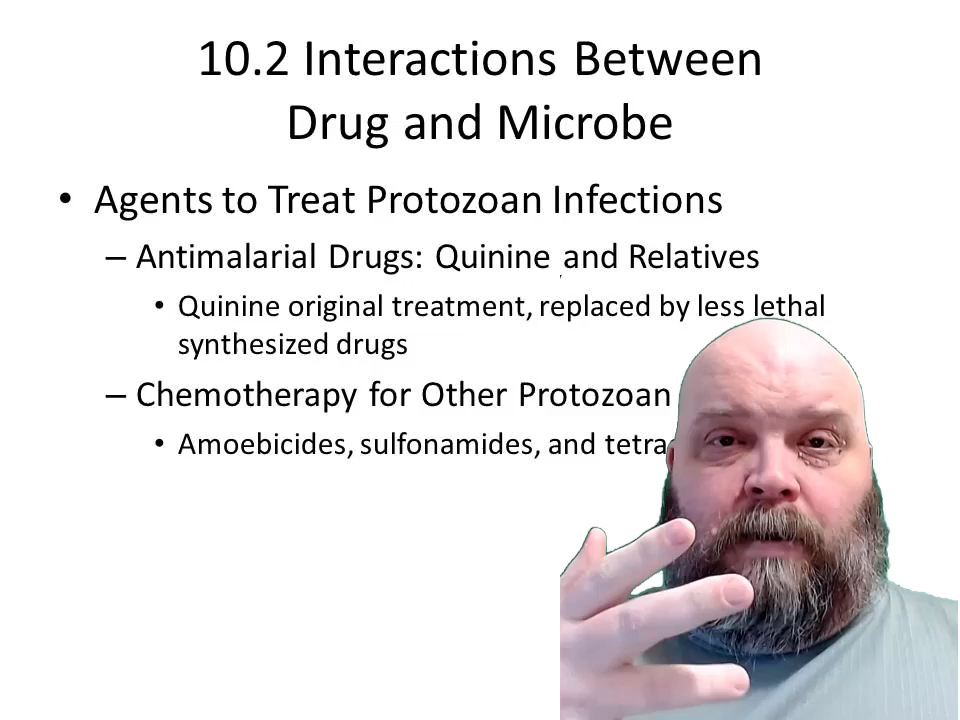 10.2 Interactions Between
Drug and Microbe
• Agents to Treat Protozoan Infections
– Antimalarial Drugs: Quinine and Relatives
• Quinine original treatment, replaced by less lethal
synthesized drugs
– Chemotherapy for Other Protozoan
• Amoebicides, sulfonamides, and